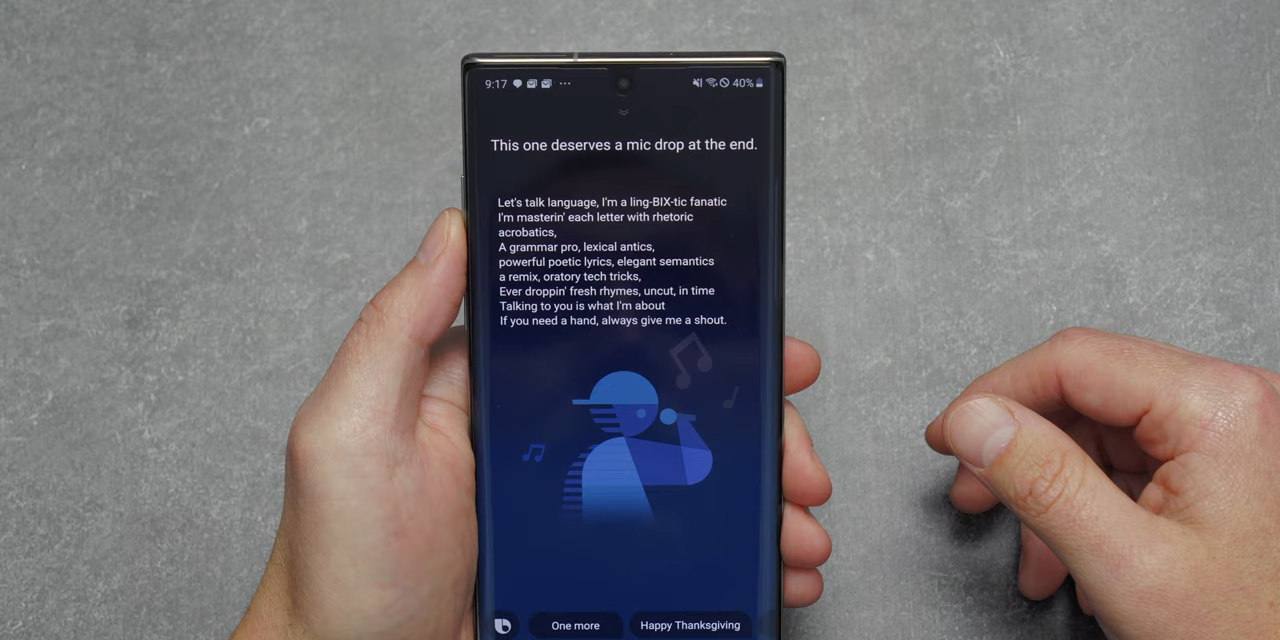 9:17 40%
This one deserves a mic drop at the end.
Let's talk language, I'm a ling-BIX-tic fanatic
I'm masterin' each letter with rhetoric
acrobatics,
A grammar pro, lexical antics,
powerful poetic lyrics, elegant semantics
a remix, oratory tech tricks,
Ever droppin' fresh rhymes, uncut, in time
Talking to you is what I'm about
If you need a hand, always give me a shout.
One more Happy Thanksgiving